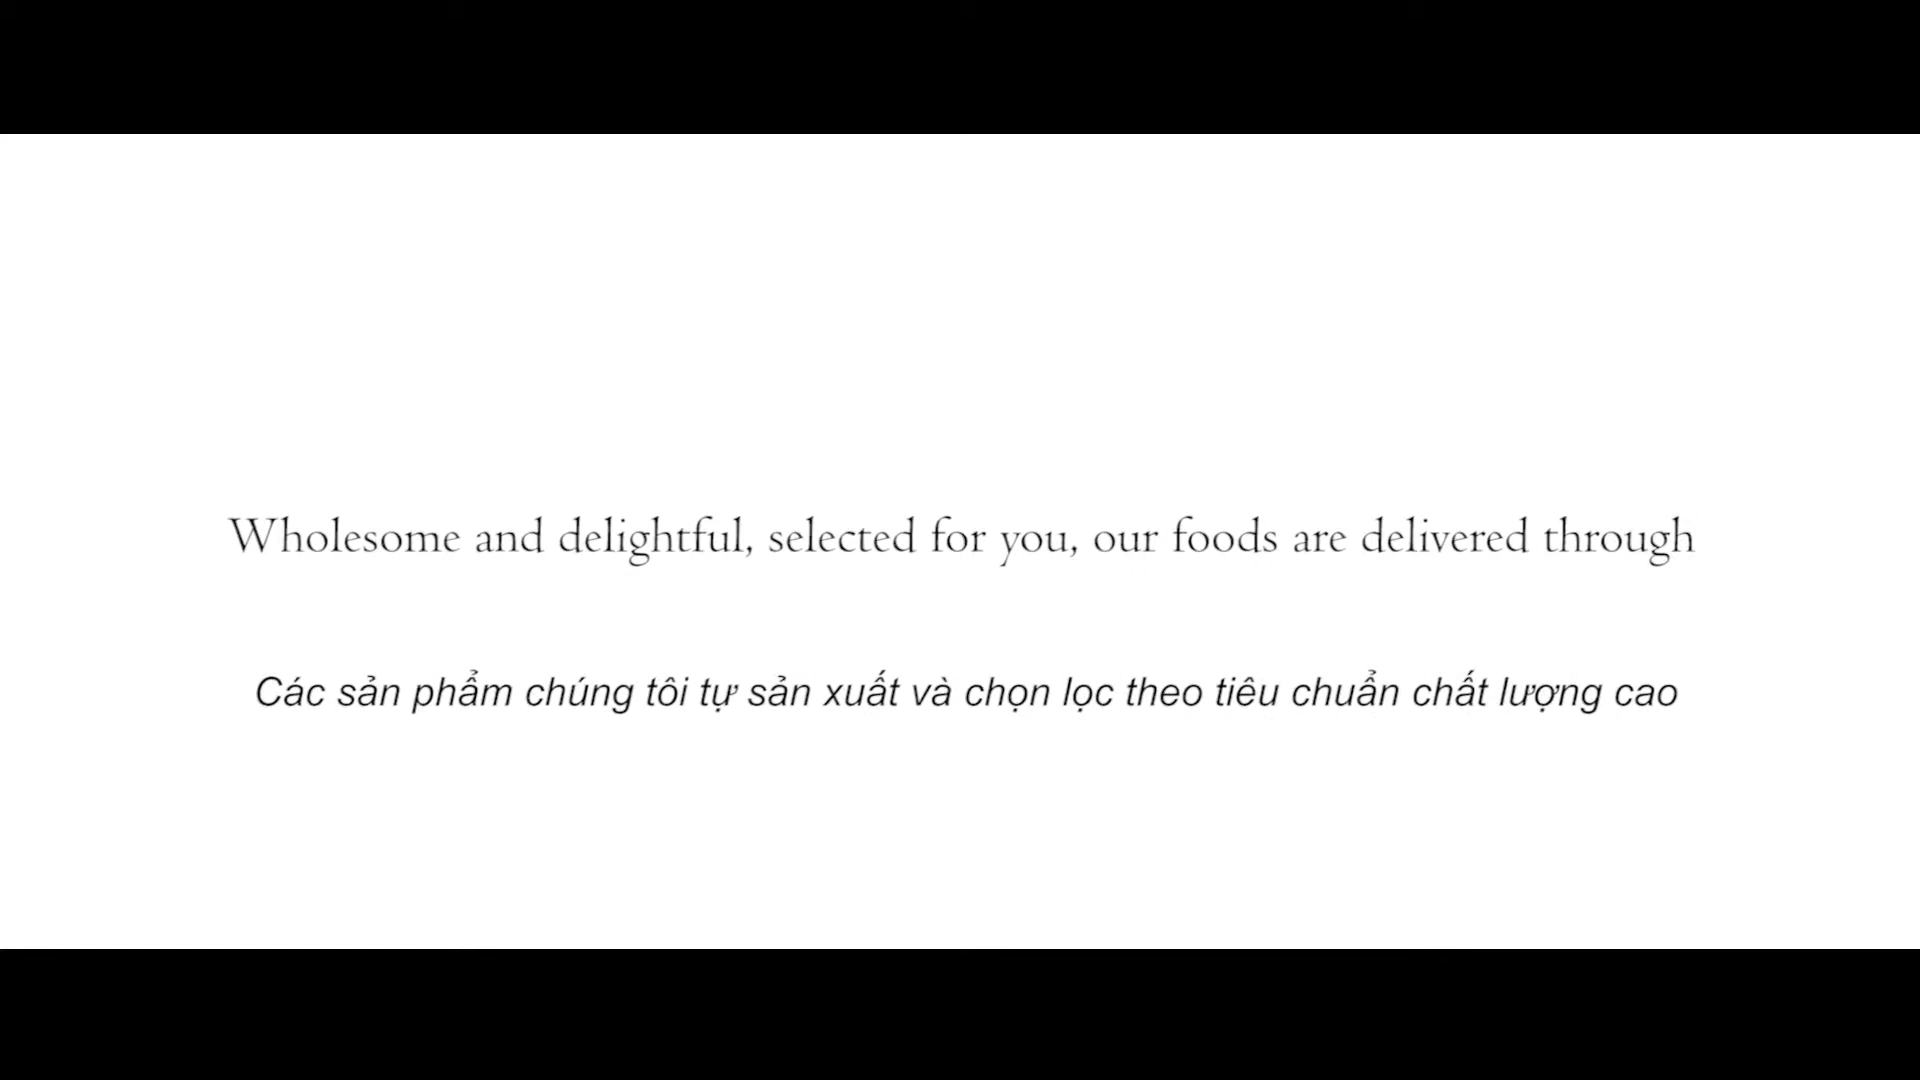 Wholesome and delightful, selected for you, our foods are delivered through
Các sản phẩm chúng tôi tự sản xuất và chọn lọc theo tiêu chuẩn chất lượng cao